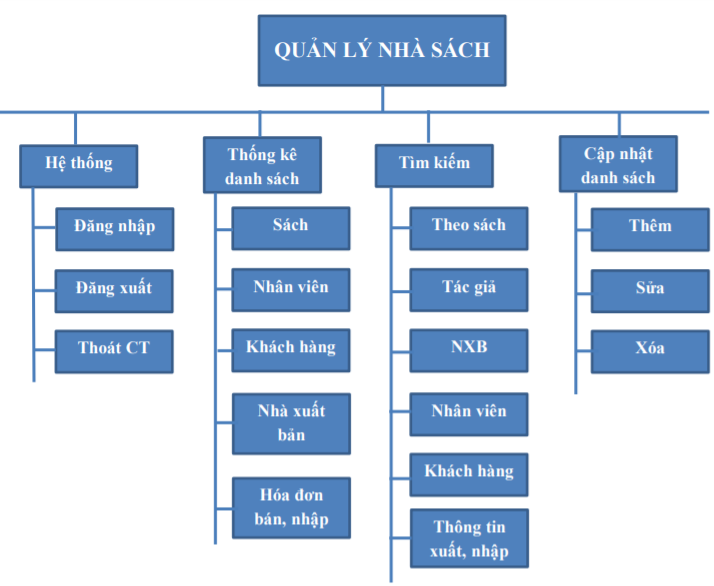 QUẢN LÝ NHÀ SÁCH
Hệ thống
Đăng nhập
Đăng xuất
Thoát CT
Thống kê
danh sách
Sách
Nhân viên
Khách hàng
Nhà xuất
bản
Hóa đơn
bán, nhập
Tìm kiếm
Theo sách
Tác giả
NXB
Nhân viên
Khách hàng
Thông tin
xuất, nhập
Cập nhật
danh sách
Thêm
Sửa
Xóa